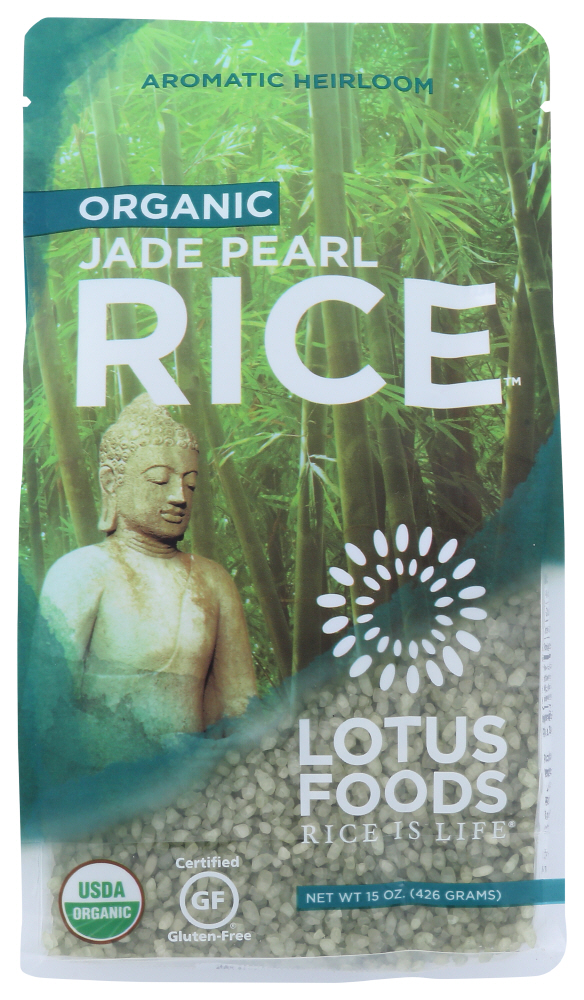 AROMATIC HEIRLOOM
ORGANIC
JADE PEARL
RICE™
LOTUS
FOODS
RICE IS LIFE®
USDA
ORGANIC
Certified
GF
Gluten-Free
NET WT 15 OZ. (426 GRAMS)